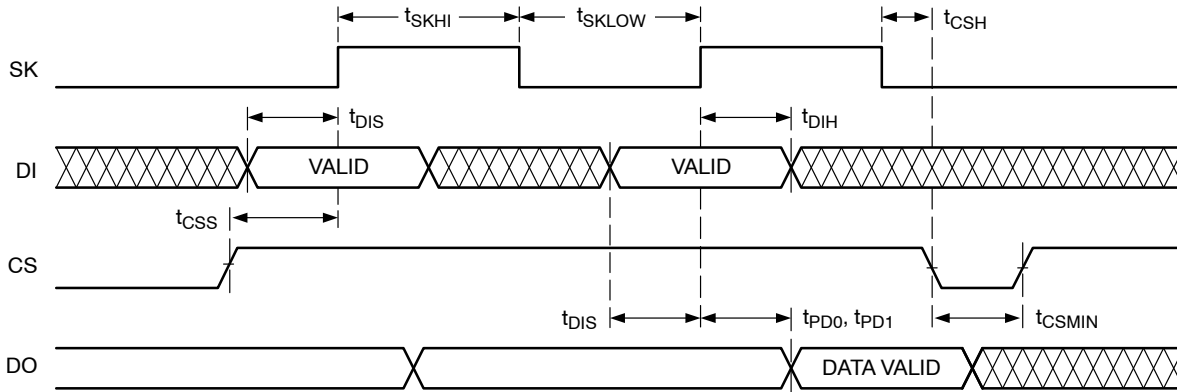 tSKHI
tSKLOW
tCSH
SK
tDIS
tDIH
DI
VALID
VALID
tCSS
CS
tDIS
tPD0, tPD1
tCSMIN
DO
DATA VALID